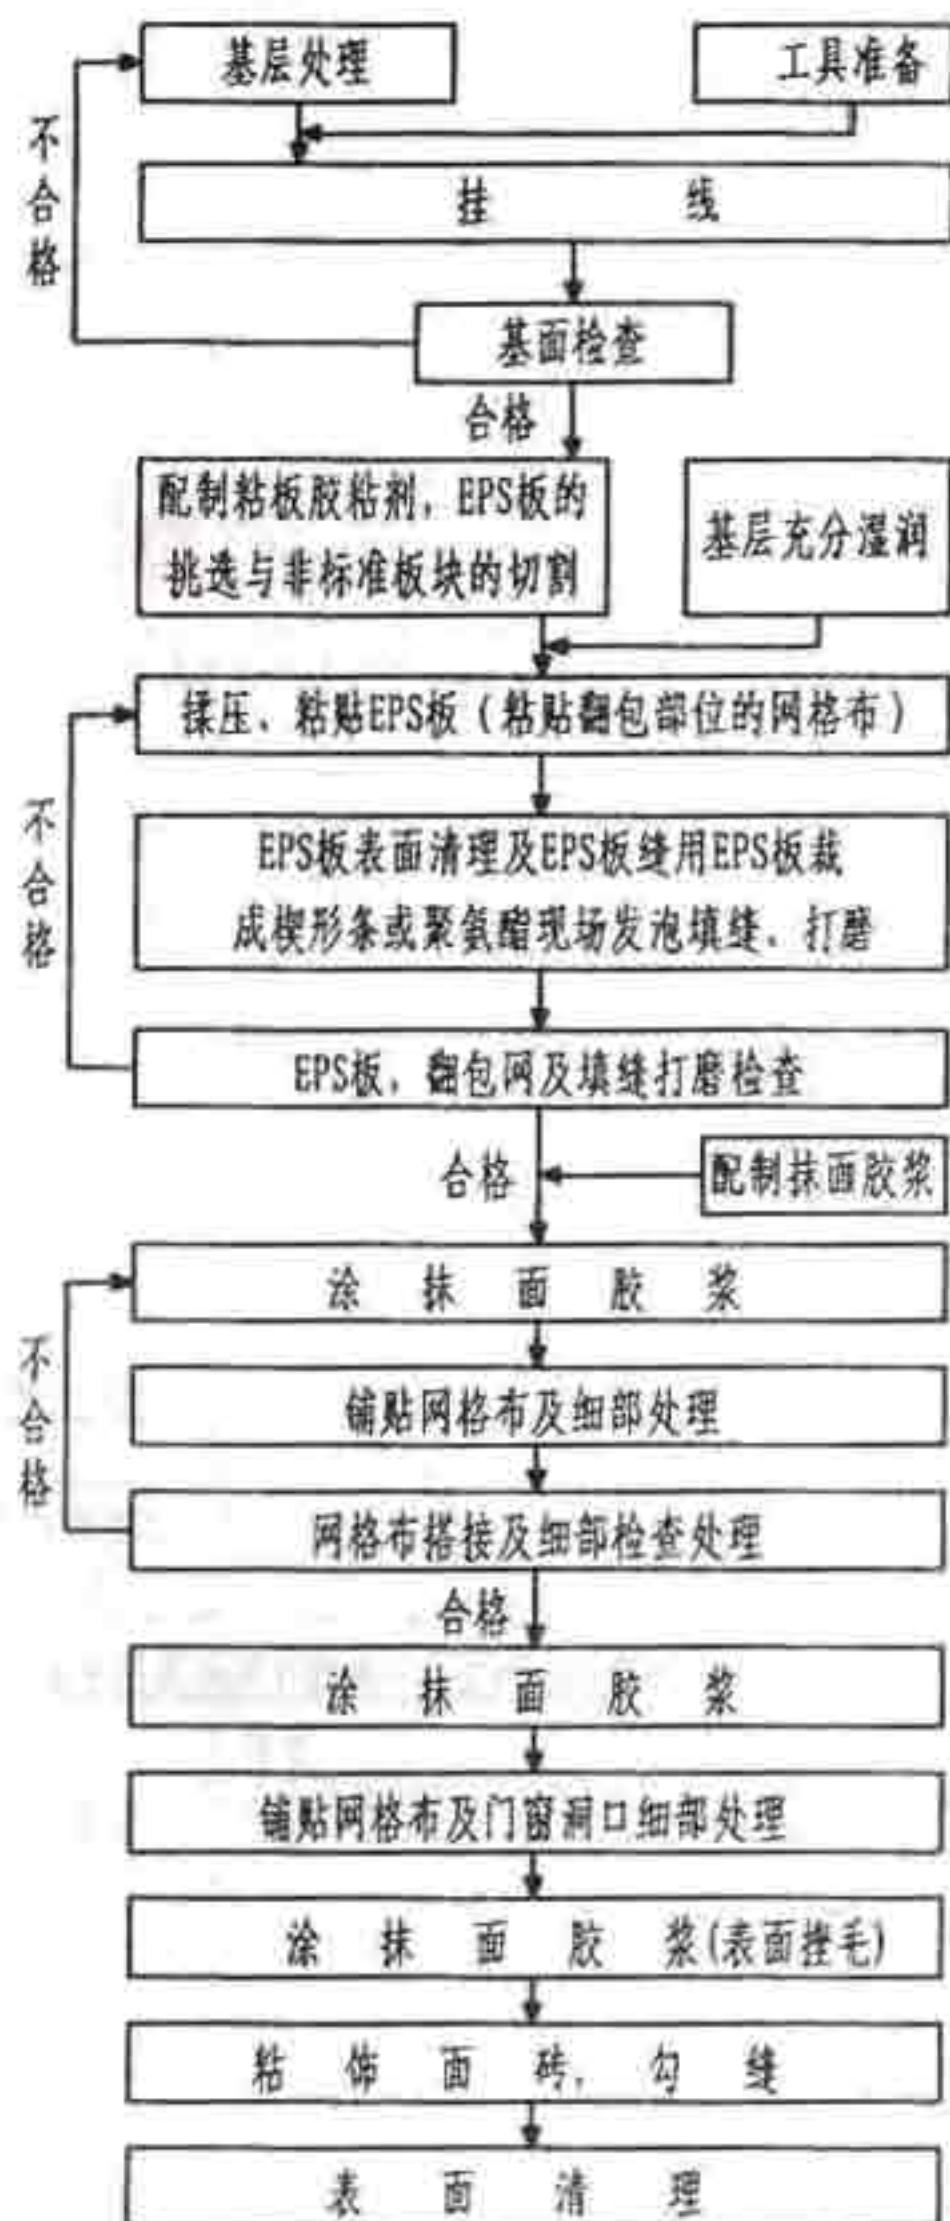 基层处理
工具准备
不合格
挂线
基面检查
合格
配制粘板胶粘剂，EPS板的
挑选与非标准板块的切割
基层充分湿润
揉压、粘贴EPS板（粘贴翻包部位的网格布）
不合格
EPS板表面清理及EPS板缝用EPS板裁
成楔形条或聚氨酯现场发泡填缝、打磨
EPS板，翻包网及填缝打磨检查
合格
配制抹面胶浆
涂抹面胶浆
不合格
铺贴网格布及细部处理
网格布搭接及细部检查处理
合格
涂抹面胶浆
铺贴网格布及门窗洞口细部处理
涂抹面胶浆(表面搓毛)
粘饰面砖，勾缝
表面清理